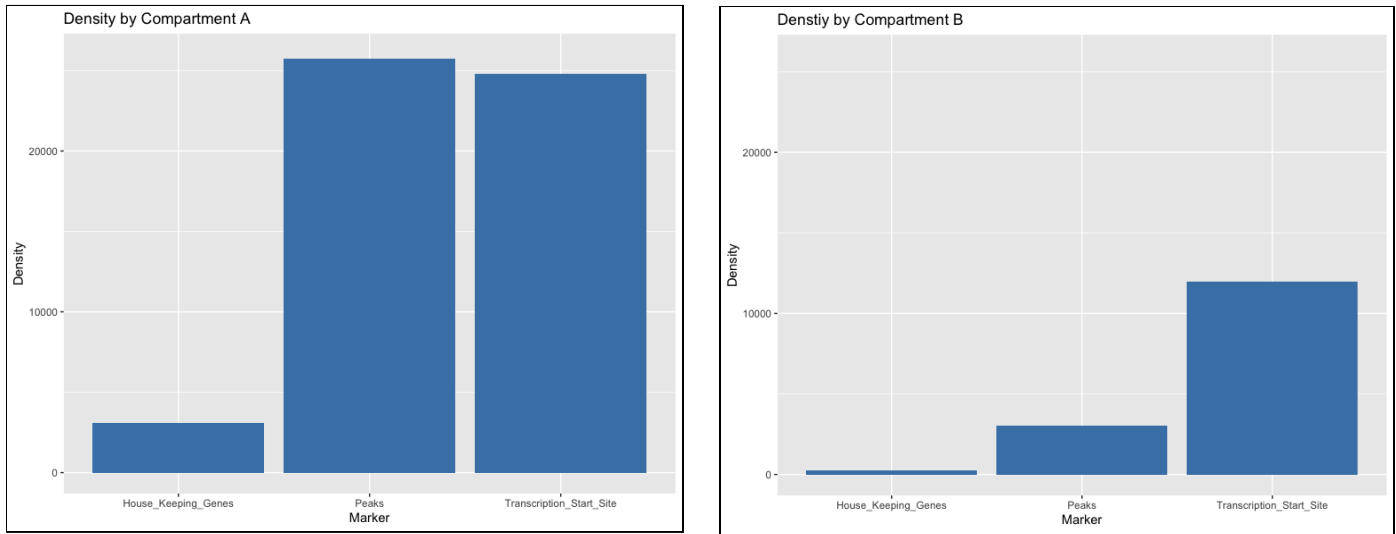 Density by Compartment A
20000
10000
0
Density
House_Keeping_Genes
Peaks
Transcription_Start_Site
Marker
Denstiy by Compartment B
20000
10000
0
Density
House_Keeping_Genes
Peaks
Transcription_Start_Site
Marker